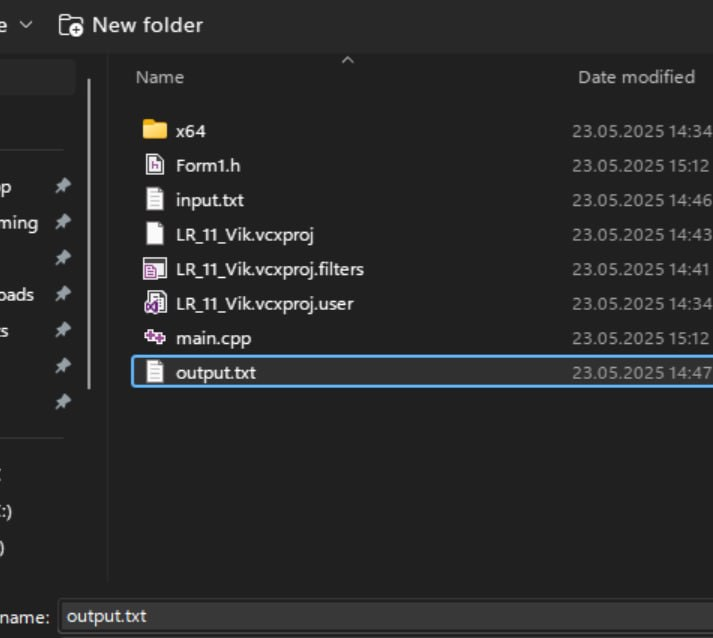 e
New folder
Name Date modified
x64 23.05.2025 14:34
Form1.h 23.05.2025 15:12
input.txt 23.05.2025 14:46
LR_11_Vik.vcxproj 23.05.2025 14:43
LR_11_Vik.vcxproj.filters 23.05.2025 14:41
LR_11_Vik.vcxproj.user 23.05.2025 14:34
main.cpp 23.05.2025 15:12
output.txt 23.05.2025 14:47
p
ming
oads
s
:)
)
name: output.txt